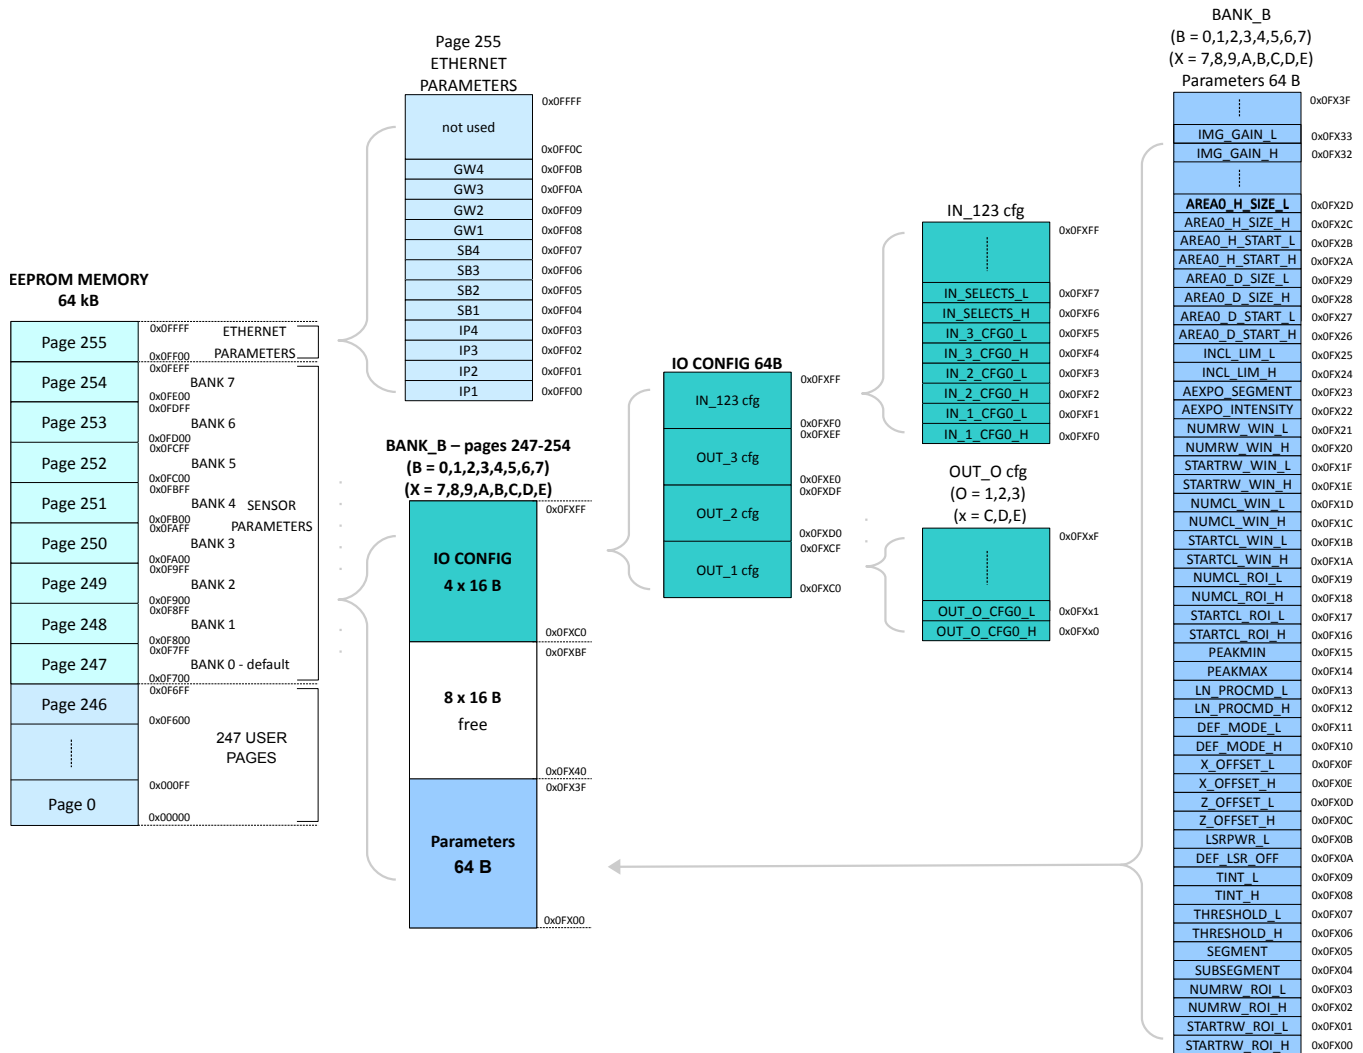 EEPROM MEMORY
64 kB
Page 255
0x0FFFF
0x0FF00
ETHERNET
PARAMETERS
Page 254
0x0FEFF
BANK 7
0x0FE00
Page 253
0x0FDFF
BANK 6
0x0FD00
Page 252
0x0FCFF
BANK 5
0x0FC00
Page 251
0x0FBFF
BANK 4
0x0FB00
SENSOR
PARAMETERS
Page 250
0x0FAFF
BANK 3
0x0FA00
Page 249
0x0F9FF
BANK 2
0x0F900
Page 248
0x0F8FF
BANK 1
0x0F800
Page 247
0x0F7FF
BANK 0 - default
0x0F700
Page 246
0x0F6FF
0x0F600
247 USER
PAGES
Page 0
0x000FF
0x00000
Page 255
ETHERNET
PARAMETERS
not used
0x0FFFF
0x0FF0C
GW4 0x0FF0B
GW3 0x0FF0A
GW2 0x0FF09
GW1 0x0FF08
SB4 0x0FF07
SB3 0x0FF06
SB2 0x0FF05
SB1 0x0FF04
IP4 0x0FF03
IP3 0x0FF02
IP2 0x0FF01
IP1 0x0FF00
BANK_B – pages 247-254
(B = 0,1,2,3,4,5,6,7)
(X = 7,8,9,A,B,C,D,E)
0x0FXFF
IO CONFIG
4 x 16 B
0x0FXC0
0x0FXBF
8 x 16 B
free
0x0FX40
0x0FX3F
Parameters
64 B
0x0FX00
IO CONFIG 64B
0x0FXFF
IN_123 cfg
0x0FXF0
0x0FXEF
OUT_3 cfg
0x0FXE0
0x0FXDF
OUT_2 cfg
0x0FXD0
0x0FXCF
OUT_1 cfg
0x0FXC0
IN_123 cfg
0x0FXFF
IN_SELECTS_L 0x0FXF7
IN_SELECTS_H 0x0FXF6
IN_3_CFG0_L 0x0FXF5
IN_3_CFG0_H 0x0FXF4
IN_2_CFG0_L 0x0FXF3
IN_2_CFG0_H 0x0FXF2
IN_1_CFG0_L 0x0FXF1
IN_1_CFG0_H 0x0FXF0
OUT_O cfg
(O = 1,2,3)
(x = C,D,E)
0x0FXxF
OUT_O_CFG0_L 0x0FXx1
OUT_O_CFG0_H 0x0FXx0
BANK_B
(B = 0,1,2,3,4,5,6,7)
(X = 7,8,9,A,B,C,D,E)
Parameters 64 B
0x0FX3F
IMG_GAIN_L 0x0FX33
IMG_GAIN_H 0x0FX32
AREA0_H_SIZE_L 0x0FX2D
AREA0_H_SIZE_H 0x0FX2C
AREA0_H_START_L 0x0FX2B
AREA0_H_START_H 0x0FX2A
AREA0_D_SIZE_L 0x0FX29
AREA0_D_SIZE_H 0x0FX28
AREA0_D_START_L 0x0FX27
AREA0_D_START_H 0x0FX26
INCL_LIM_L 0x0FX25
INCL_LIM_H 0x0FX24
AEXPO_SEGMENT 0x0FX23
AEXPO_INTENSITY 0x0FX22
NUMRW_WIN_L 0x0FX21
NUMRW_WIN_H 0x0FX20
STARTRW_WIN_L 0x0FX1F
STARTRW_WIN_H 0x0FX1E
NUMCL_WIN_L 0x0FX1D
NUMCL_WIN_H 0x0FX1C
STARTCL_WIN_L 0x0FX1B
STARTCL_WIN_H 0x0FX1A
NUMCL_ROI_L 0x0FX19
NUMCL_ROI_H 0x0FX18
STARTCL_ROI_L 0x0FX17
STARTCL_ROI_H 0x0FX16
PEAKMIN 0x0FX15
PEAKMAX 0x0FX14
LN_PROCMD_L 0x0FX13
LN_PROCMD_H 0x0FX12
DEF_MODE_L 0x0FX11
DEF_MODE_H 0x0FX10
X_OFFSET_L 0x0FX0F
X_OFFSET_H 0x0FX0E
Z_OFFSET_L 0x0FX0D
Z_OFFSET_H 0x0FX0C
LSRPWR_L 0x0FX0B
DEF_LSR_OFF 0x0FX0A
TINT_L 0x0FX09
TINT_H 0x0FX08
THRESHOLD_L 0x0FX07
THRESHOLD_H 0x0FX06
SEGMENT 0x0FX05
SUBSEGMENT 0x0FX04
NUMRW_ROI_L 0x0FX03
NUMRW_ROI_H 0x0FX02
STARTRW_ROI_L 0x0FX01
STARTRW_ROI_H 0x0FX00